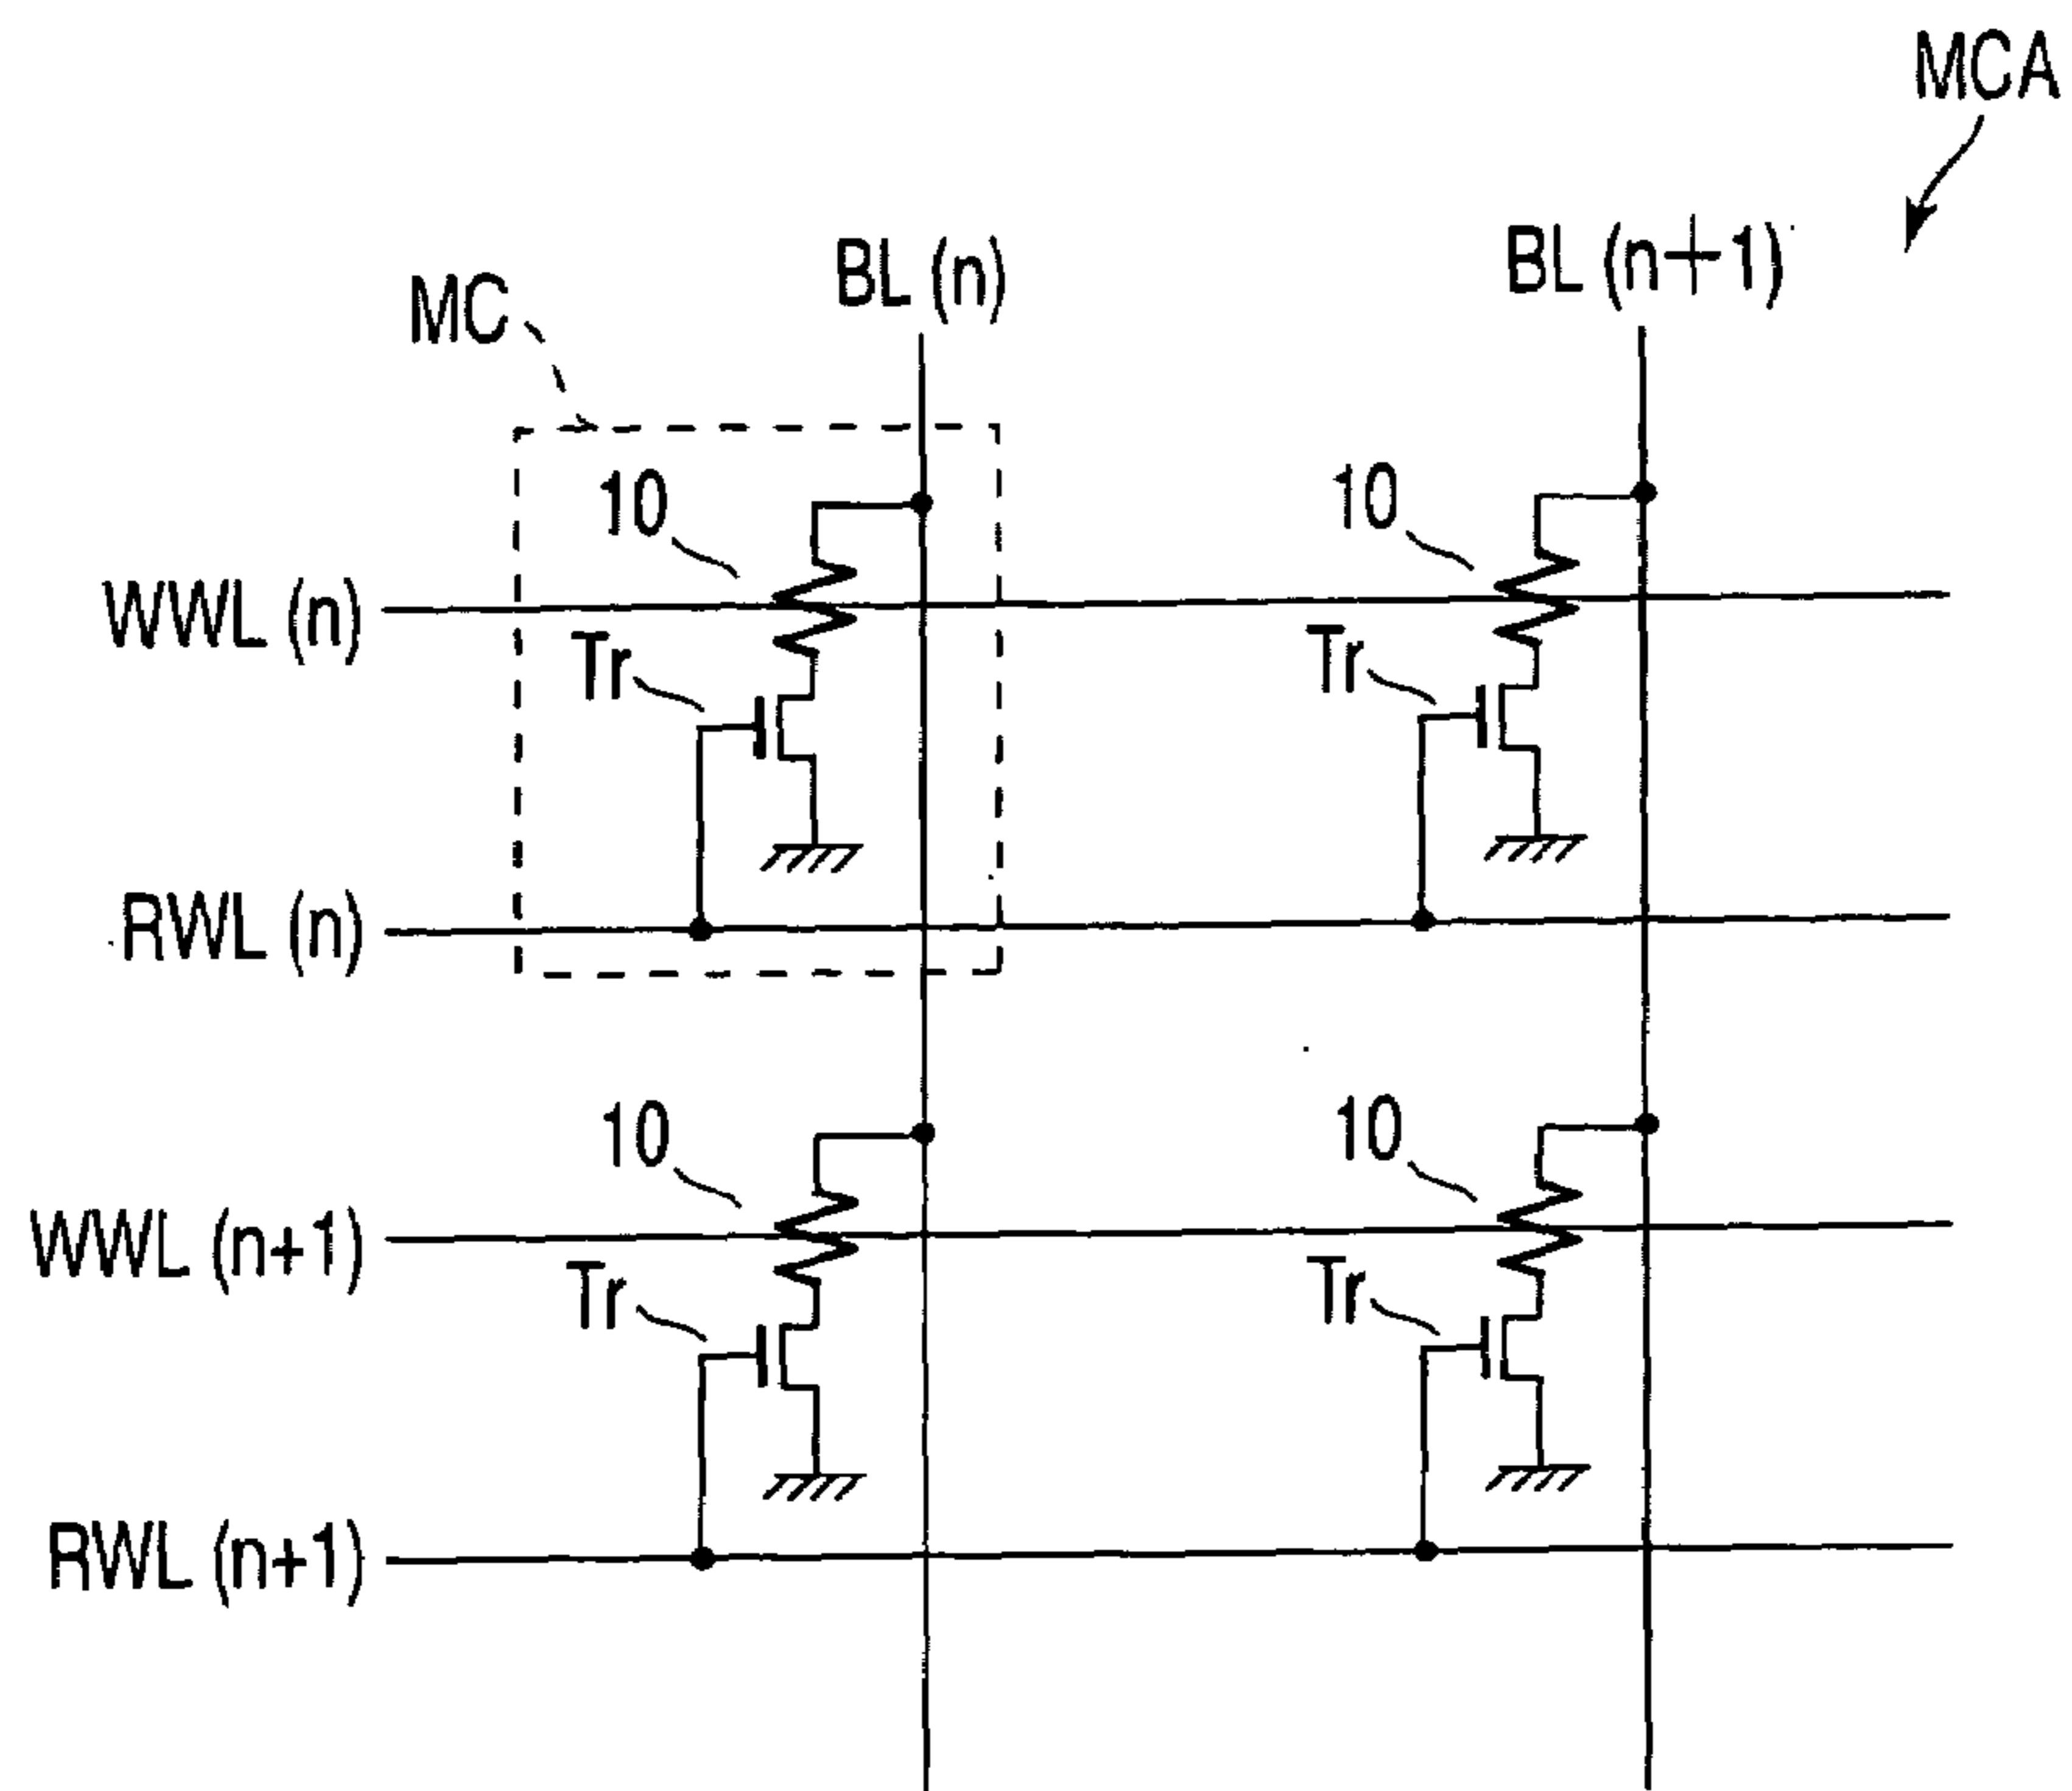 MCA
BL (n)
BL (n+1)
MC
10
10
WWL (n)
Tr
Tr
RWL (n)
10
10
WWL (n+1)
Tr
Tr
RWL (n+1)